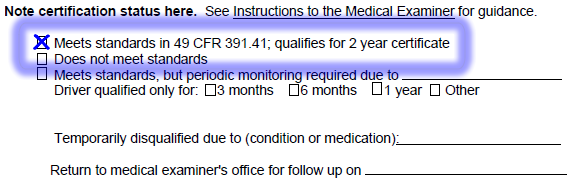 Note certification status here. See Instructions to the Medical Examiner for guidance.
Meets standards in 49 CFR 391.41; qualifies for 2 year certificate
Does not meet standards
Meets standards, but periodic monitoring required due to
Driver qualified only for: 3 months 6 months 1 year Other
Temporarily disqualified due to (condition or medication):
Return to medical examiner's office for follow up on